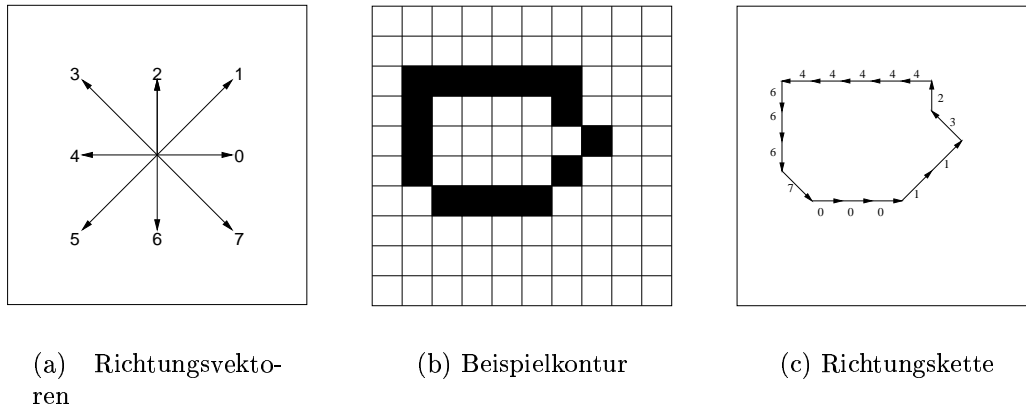 3 2 1
4 0
5 6 7
4 4 4 4 4
6 2
6 3
6 1
7 1
0 0 0
(a) Richtungsvekto-
ren
(b) Beispielkontur
(c) Richtungskette